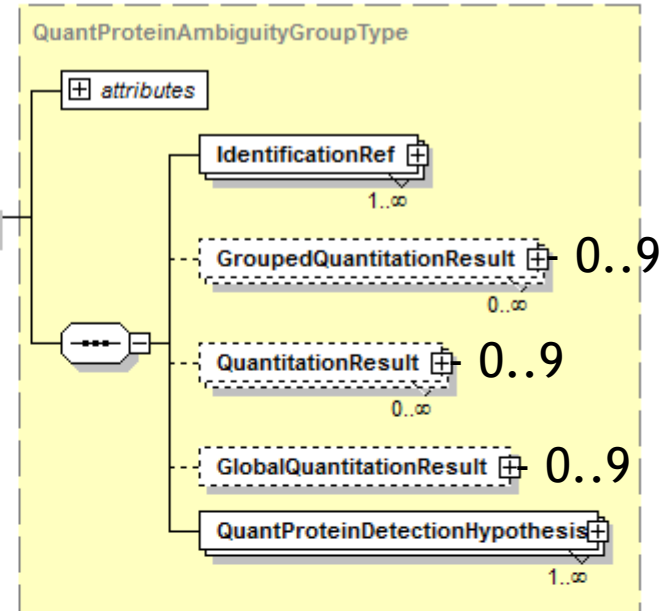 QuantProteinAmbiguityGroupType
attributes
IdentificationRef
1..∞
GroupedQuantitationResult 0..9
0..∞
QuantitationResult 0..9
0..∞
GlobalQuantitationResult 0..9
QuantProteinDetectionHypothesis
1..∞